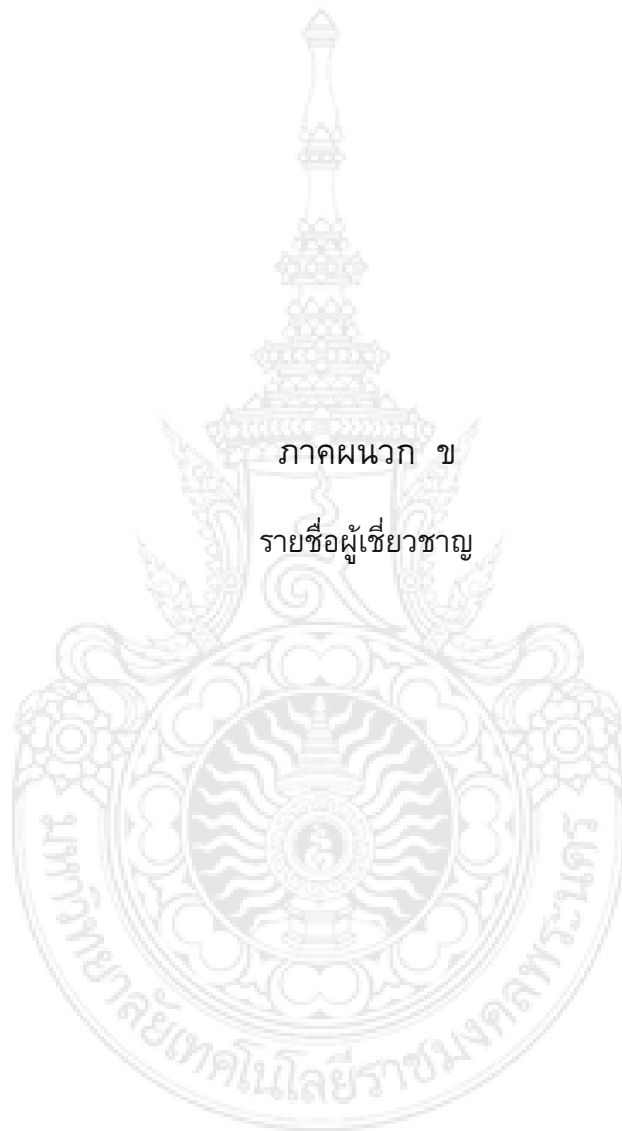 ภาคผนวก ข
รายชื่อผู้เชี่ยวชาญ
มหาวิทยาลัยเทคโนโลยีราชมงคลพระนคร